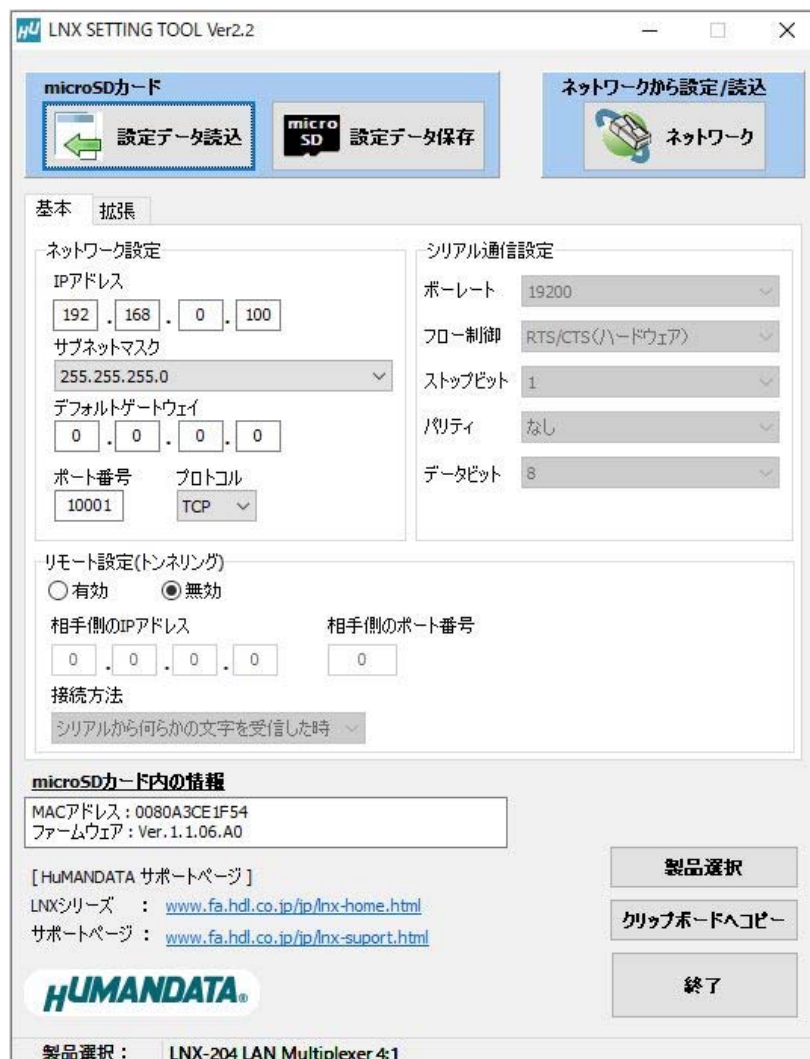 HU LNX SETTING TOOL Ver2.2
microSDカード
設定データ読込
micro SD 設定データ保存
ネットワークから設定/読込
ネットワーク
基本 拡張
ネットワーク設定
IPアドレス
192 . 168 . 0 . 100
サブネットマスク
255.255.255.0
デフォルトゲートウェイ
0 . 0 . 0 . 0
ポート番号 プロトコル
10001 TCP
シリアル通信設定
ボーレート 19200
フロー制御 RTS/CTS(ハードウェア)
ストップビット 1
パリティ なし
データビット 8
リモート設定(トンネリング)
有効 無効
相手側のIPアドレス 相手側のポート番号
0 . 0 . 0 . 0 0
接続方法
シリアルから何らかの文字を受信した時
microSDカード内の情報
MACアドレス : 0080A3CE1F54
ファームウェア : Ver.1.1.06.A0
[ HuMANDATA サポートページ ]
LNXシリーズ : www.fa.hdl.co.jp/jp/lnx-home.html
サポートページ : www.fa.hdl.co.jp/jp/lnx-suport.html
HUMANDATA®
製品選択
クリップボードへコピー
終了
製品選択 : LNX-204 LAN Multiplexer 4:1